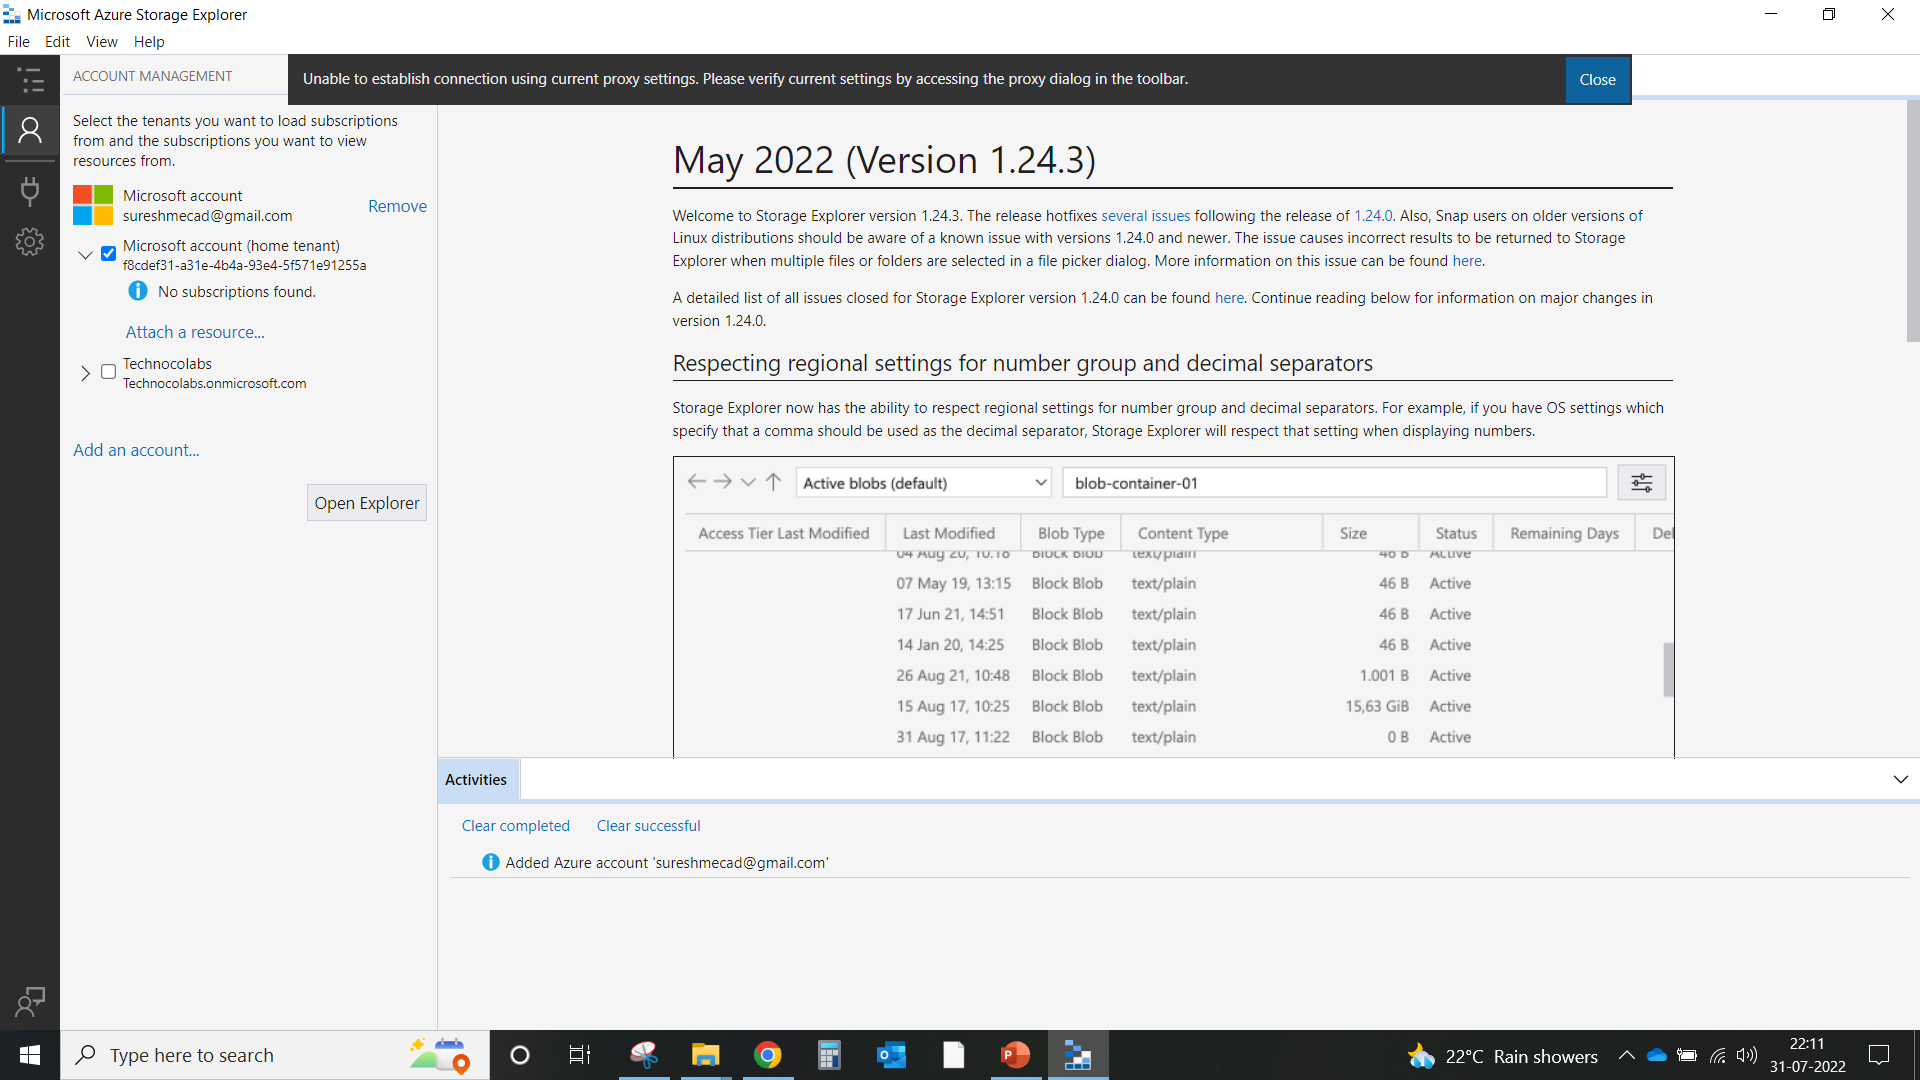 Microsoft Azure Storage Explorer
File Edit View Help
ACCOUNT MANAGEMENT
Unable to establish connection using current proxy settings. Please verify current settings by accessing the proxy dialog in the toolbar.
Close
Select the tenants you want to load subscriptions
from and the subscriptions you want to view
resources from.
Microsoft account
sureshmecad@gmail.com
Remove
Microsoft account (home tenant)
f8cdef31-a31e-4b4a-93e4-5f571e91255a
No subscriptions found.
Attach a resource...
Technocolabs
Technocolabs.onmicrosoft.com
Add an account...
Open Explorer
May 2022 (Version 1.24.3)
Welcome to Storage Explorer version 1.24.3. The release hotfixes several issues following the release of 1.24.0. Also, Snap users on older versions of
Linux distributions should be aware of a known issue with versions 1.24.0 and newer. The issue causes incorrect results to be returned to Storage
Explorer when multiple files or folders are selected in a file picker dialog. More information on this issue can be found here.
A detailed list of all issues closed for Storage Explorer version 1.24.0 can be found here. Continue reading below for information on major changes in
version 1.24.0.
Respecting regional settings for number group and decimal separators
Storage Explorer now has the ability to respect regional settings for number group and decimal separators. For example, if you have OS settings which
specify that a comma should be used as the decimal separator, Storage Explorer will respect that setting when displaying numbers.
Active blobs (default) blob-container-01
Access Tier Last Modified Last Modified Blob Type Content Type Size Status Remaining Days Del
04 Aug 20, 10:18 Block Blob text/plain 46 B Active
07 May 19, 13:15 Block Blob text/plain 46 B Active
17 Jun 21, 14:51 Block Blob text/plain 46 B Active
14 Jan 20, 14:25 Block Blob text/plain 46 B Active
26 Aug 21, 10:48 Block Blob text/plain 1.001 B Active
15 Aug 17, 10:25 Block Blob text/plain 15,63 GiB Active
31 Aug 17, 11:22 Block Blob text/plain 0 B Active
Activities
Clear completed Clear successful
Added Azure account 'sureshmecad@gmail.com'
Type here to search
22°C Rain showers
22:11
31-07-2022